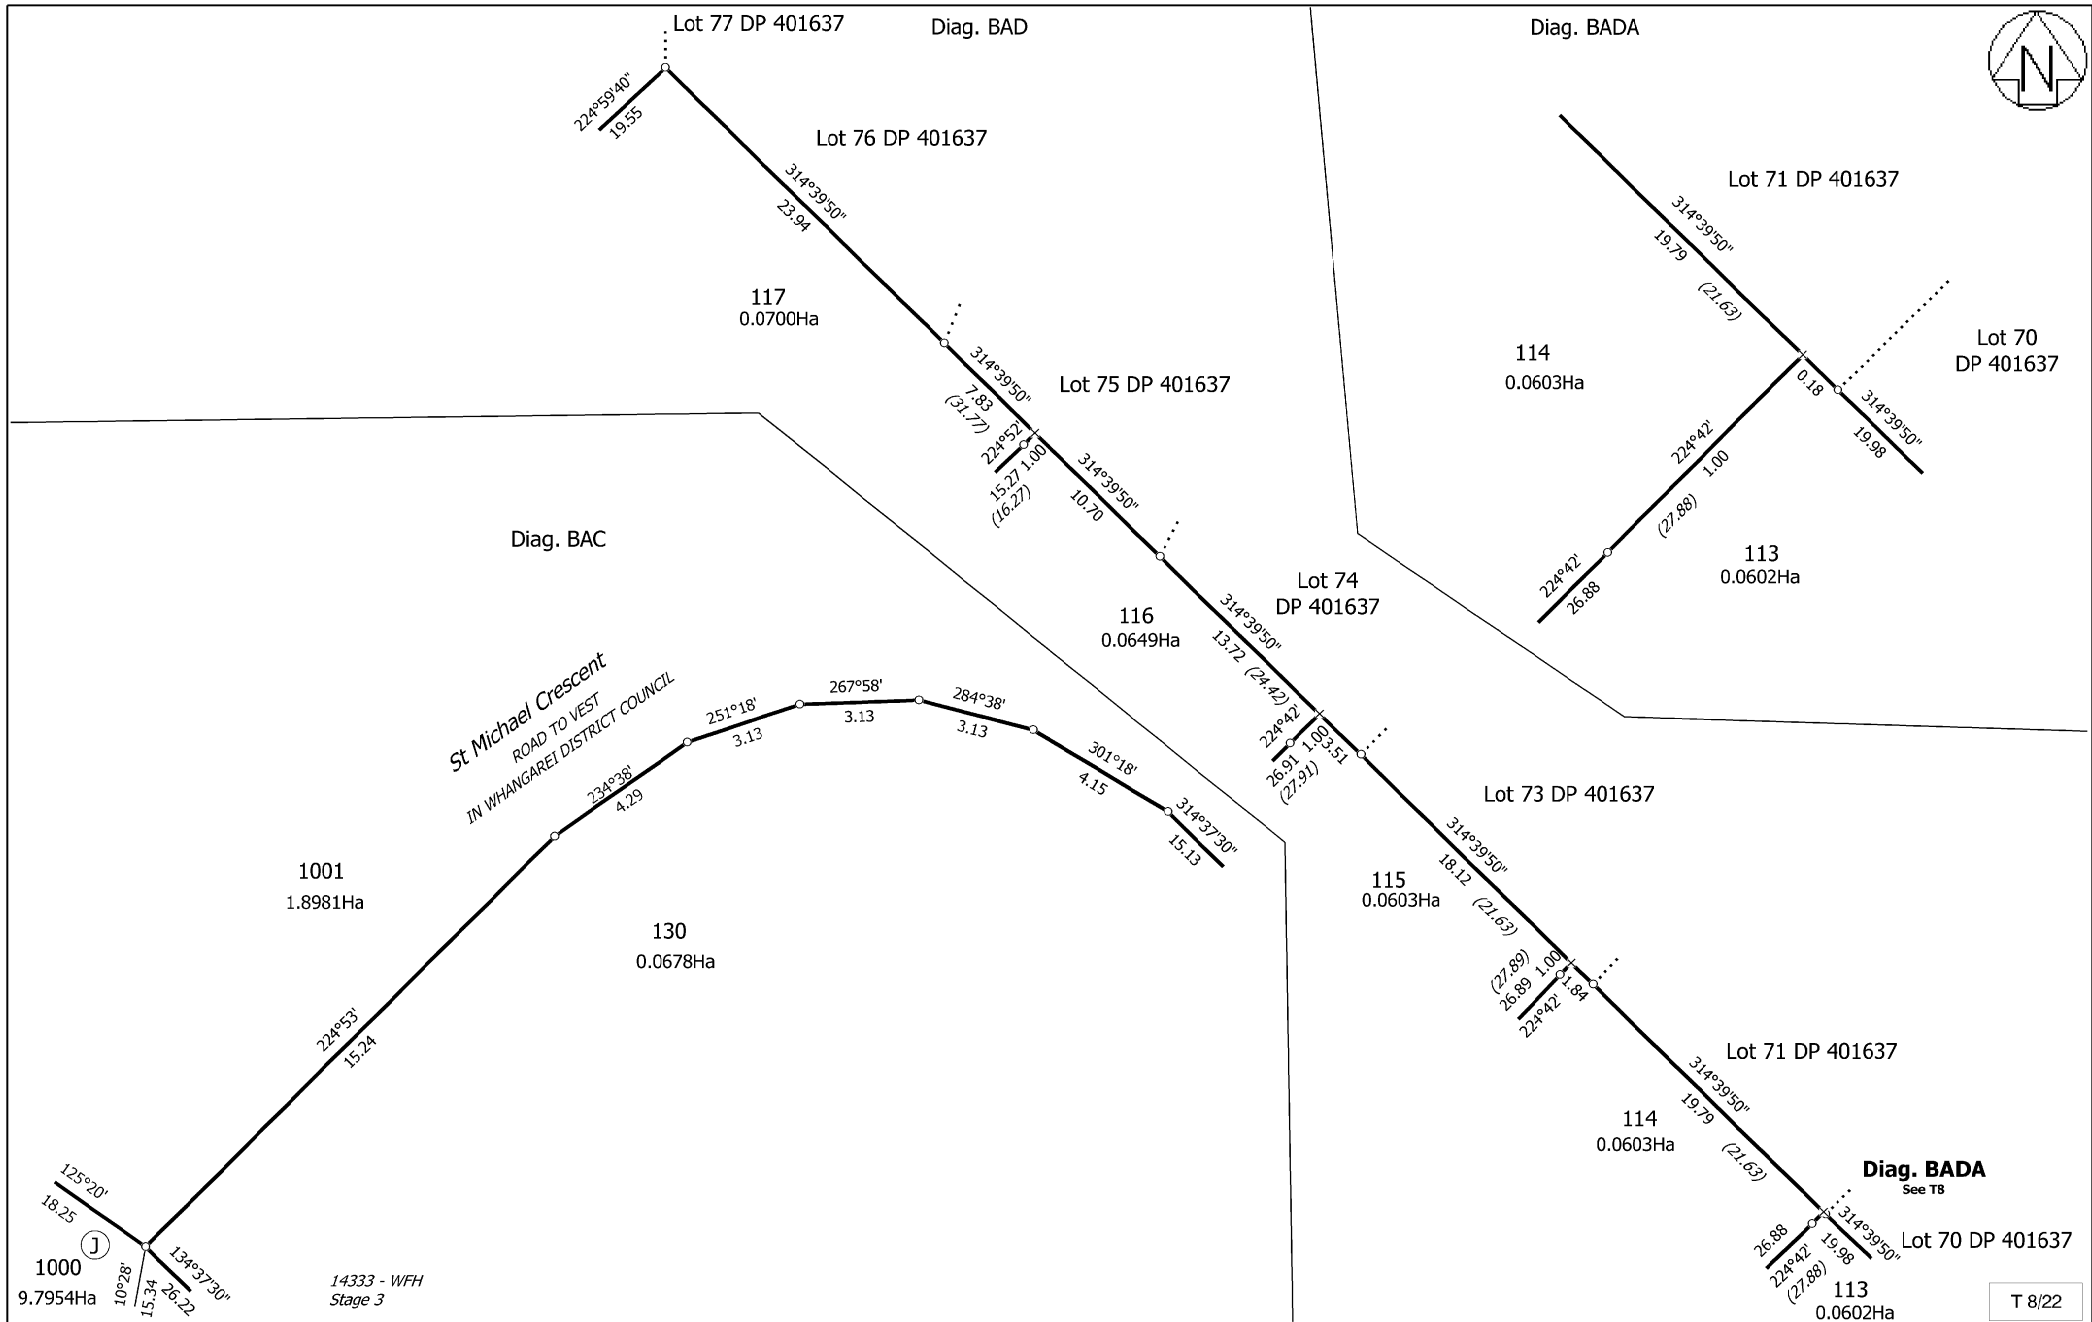 Lot 77 DP 401637
Diag. BAD
224°59'40"
19.55
Lot 76 DP 401637
314°39'50"
23.94
117
0.0700Ha
314°39'50"
7.83
(31.77)
Lot 75 DP 401637
224°52'
1.00
15.27
(16.27)
314°39'50"
10.70
Lot 74
DP 401637
116
0.0649Ha
314°39'50"
13.72
(24.42)
224°42'
1.00
26.91
(27.91)
3.51
Lot 73 DP 401637
314°39'50"
18.12
(21.63)
115
0.0603Ha
(27.89)
1.00
26.89
224°42'
1.84
Lot 71 DP 401637
314°39'50"
19.79
(21.63)
114
0.0603Ha
Diag. BADA
See T8
26.88
224°42'
(27.88)
314°39'50"
19.98
Lot 70 DP 401637
113
0.0602Ha
Diag. BADA
N
Lot 71 DP 401637
314°39'50"
19.79
(21.63)
Lot 70
DP 401637
114
0.0603Ha
0.18
314°39'50"
19.98
224°42'
1.00
(27.88)
113
0.0602Ha
224°42'
26.88
Diag. BAC
St Michael Crescent
ROAD TO VEST
IN WHANGAREI DISTRICT COUNCIL
234°38'
4.29
251°18'
3.13
267°58'
3.13
284°38'
3.13
301°18'
4.15
314°37'30"
15.13
1001
1.8981Ha
130
0.0678Ha
224°53'
15.24
125°20'
18.25
J
1000
9.7954Ha
10°28'
15.34
134°37'30"
26.22
14333 - WFH
Stage 3
T 8/22